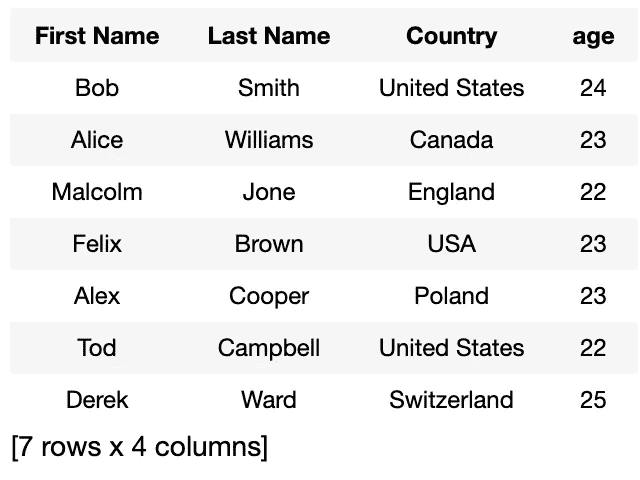 First Name Last Name Country age
Bob Smith United States 24
Alice Williams Canada 23
Malcolm Jone England 22
Felix Brown USA 23
Alex Cooper Poland 23
Tod Campbell United States 22
Derek Ward Switzerland 25
[7 rows x 4 columns]